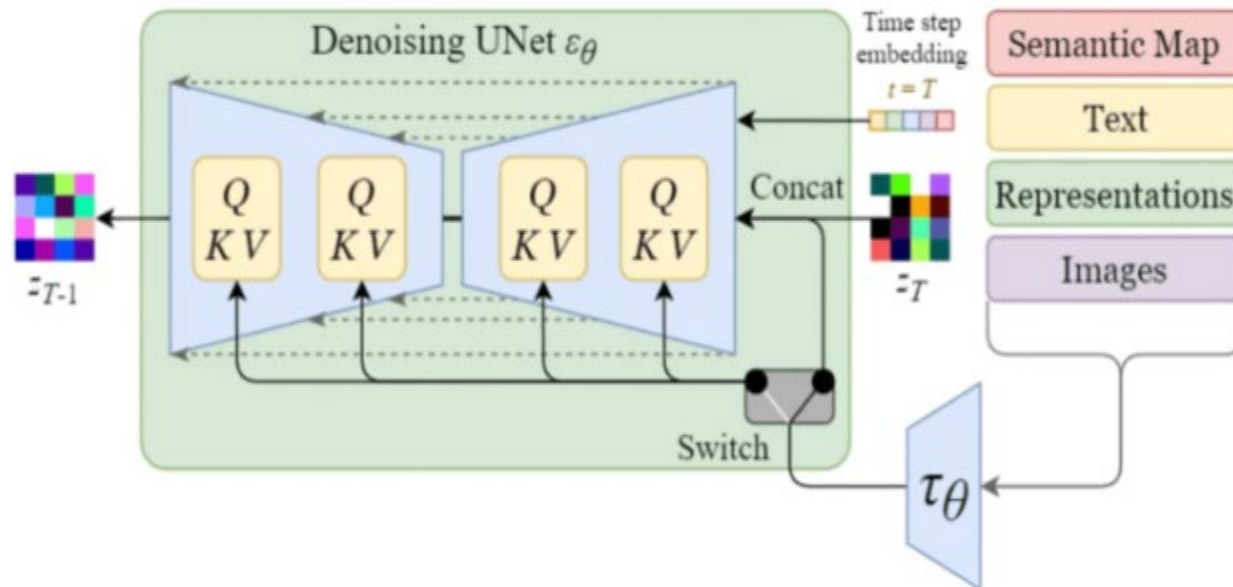 Denoising UNet εθ
Time step
embedding
t = T
Semantic Map
Text
Representations
Images
Q
K V
Q
K V
Q
K V
Q
K V
Concat
zT-1
zT
Switch
τθ